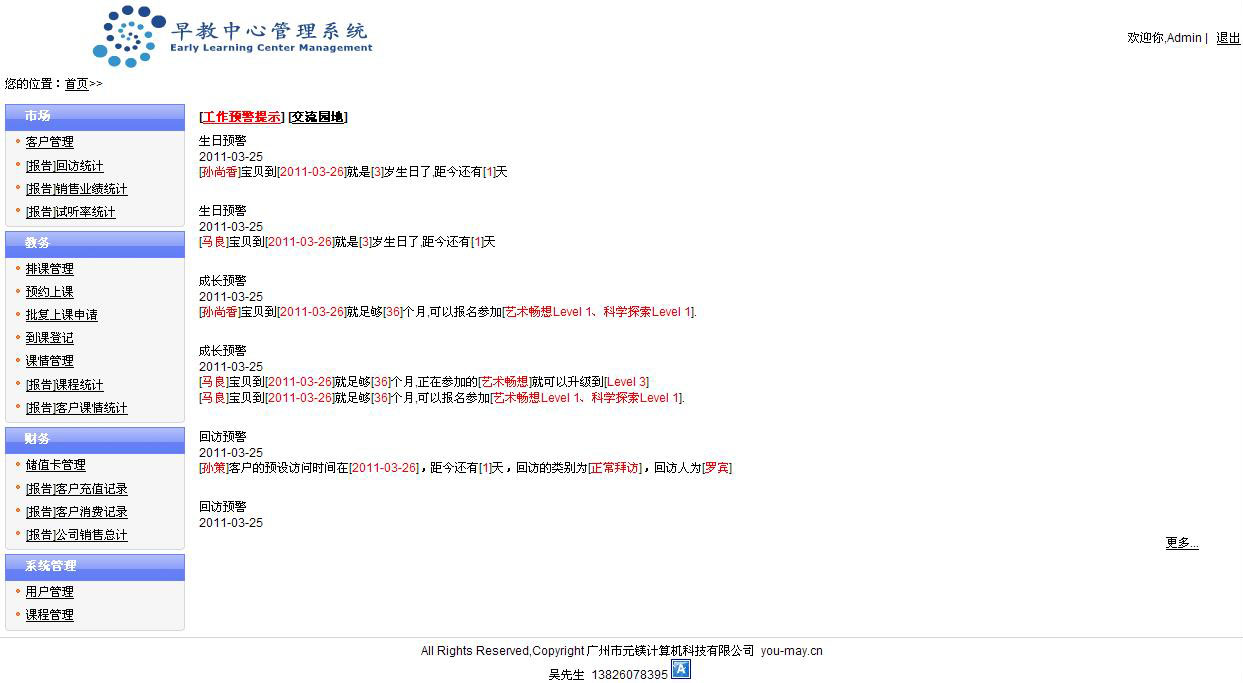 早教中心管理系统
Early Learning Center Management
欢迎你,Admin | 退出
您的位置：首页>>
市场
客户管理
[报告]回访统计
[报告]销售业绩统计
[报告]试听率统计
教务
排课管理
预约上课
批复上课申请
到课登记
课情管理
[报告]课程统计
[报告]客户课情统计
财务
储值卡管理
[报告]客户充值记录
[报告]客户消费记录
[报告]公司销售总计
系统管理
用户管理
课程管理
[工作预警提示] [交流园地]
生日预警
2011-03-25
[孙尚香]宝贝到[2011-03-26]就是[3]岁生日了,距今还有[1]天
生日预警
2011-03-25
[马良]宝贝到[2011-03-26]就是[3]岁生日了,距今还有[1]天
成长预警
2011-03-25
[孙尚香]宝贝到[2011-03-26]就足够[36]个月,可以报名参加[艺术畅想Level 1、科学探索Level 1].
成长预警
2011-03-25
[马良]宝贝到[2011-03-26]就足够[36]个月,正在参加的[艺术畅想]就可以升级到[Level 3]
[马良]宝贝到[2011-03-26]就足够[36]个月,可以报名参加[艺术畅想Level 1、科学探索Level 1].
回访预警
2011-03-25
[孙策]客户的预设访问时间在[2011-03-26]，距今还有[1]天，回访的类别为[正常拜访]，回访人为[罗宾]
回访预警
2011-03-25
更多...
All Rights Reserved,Copyright 广州市元镁计算机科技有限公司 you-may.cn
吴先生 13826078395 A